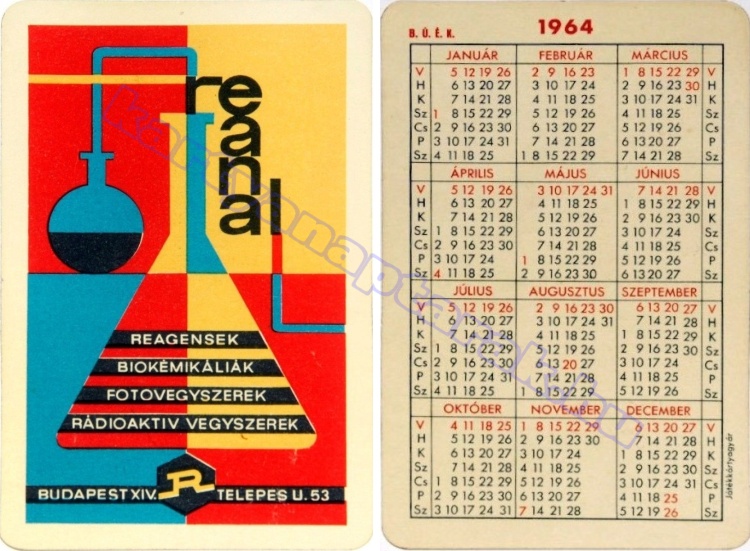 reanal
REAGENSEK
BIOKÉMIKÁLIÁK
FOTOVEGYSZEREK
RÁDIOAKTIV VEGYSZEREK
R
BUDAPEST XIV. TELEPES U. 53
B. Ú. É. K. 1964
JANUÁR FEBRUÁR MÁRCIUS
V 5 12 19 26 2 9 16 23 1 8 15 22 29 V
H 6 13 20 27 3 10 17 24 2 9 16 23 30 H
K 7 14 21 28 4 11 18 25 3 10 17 24 31 K
Sz 1 8 15 22 29 5 12 19 26 4 11 18 25 Sz
Cs 2 9 16 23 30 6 13 20 27 5 12 19 26 Cs
P 3 10 17 24 31 7 14 21 28 6 13 20 27 P
Sz 4 11 18 25 1 8 15 22 29 7 14 21 28 Sz
ÁPRILIS MÁJUS JÚNIUS
V 5 12 19 26 3 10 17 24 31 7 14 21 28 V
H 6 13 20 27 4 11 18 25 1 8 15 22 29 H
K 7 14 21 28 5 12 19 26 2 9 16 23 30 K
Sz 1 8 15 22 29 6 13 20 27 3 10 17 24 Sz
Cs 2 9 16 23 30 7 14 21 28 4 11 18 25 Cs
P 3 10 17 24 1 8 15 22 29 5 12 19 26 P
Sz 4 11 18 25 2 9 16 23 30 6 13 20 27 Sz
JÚLIUS AUGUSZTUS SZEPTEMBER
V 5 12 19 26 2 9 16 23 30 6 13 20 27 V
H 6 13 20 27 3 10 17 24 31 7 14 21 28 H
K 7 14 21 28 4 11 18 25 1 8 15 22 29 K
Sz 1 8 15 22 29 5 12 19 26 2 9 16 23 30 Sz
Cs 2 9 16 23 30 6 13 20 27 3 10 17 24 Cs
P 3 10 17 24 31 7 14 21 28 4 11 18 25 P
Sz 4 11 18 25 1 8 15 22 29 5 12 19 26 Sz
OKTÓBER NOVEMBER DECEMBER
V 4 11 18 25 1 8 15 22 29 6 13 20 27 V
H 5 12 19 26 2 9 16 23 30 7 14 21 28 H
K 6 13 20 27 3 10 17 24 1 8 15 22 29 K
Sz 7 14 21 28 4 11 18 25 2 9 16 23 30 Sz
Cs 1 8 15 22 29 5 12 19 26 3 10 17 24 31 Cs
P 2 9 16 23 30 6 13 20 27 4 11 18 25 P
Sz 3 10 17 24 31 7 14 21 28 5 12 19 26 Sz
Játékkártyagyár